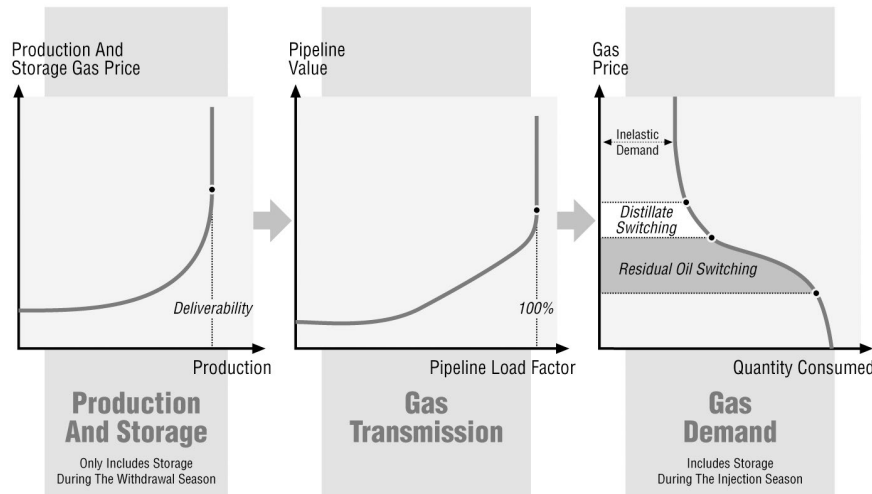 Production And
Storage Gas Price
Deliverability
Production
Production
And Storage
Only Includes Storage
During The Withdrawal Season
Pipeline
Value
100%
Pipeline Load Factor
Gas
Transmission
Gas
Price
Inelastic
Demand
Distillate
Switching
Residual Oil Switching
Quantity Consumed
Gas
Demand
Includes Storage
During The Injection Season